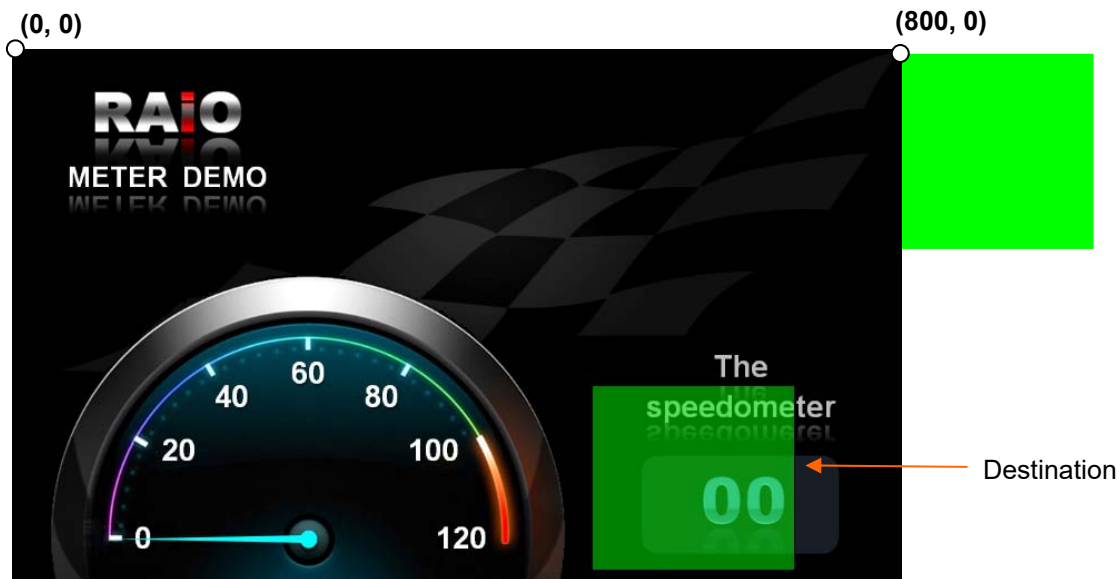 (0, 0)
(800, 0)
RAiO
METER DEMO
The
speedometer
60
40
80
20
100
0
120
00
Destination